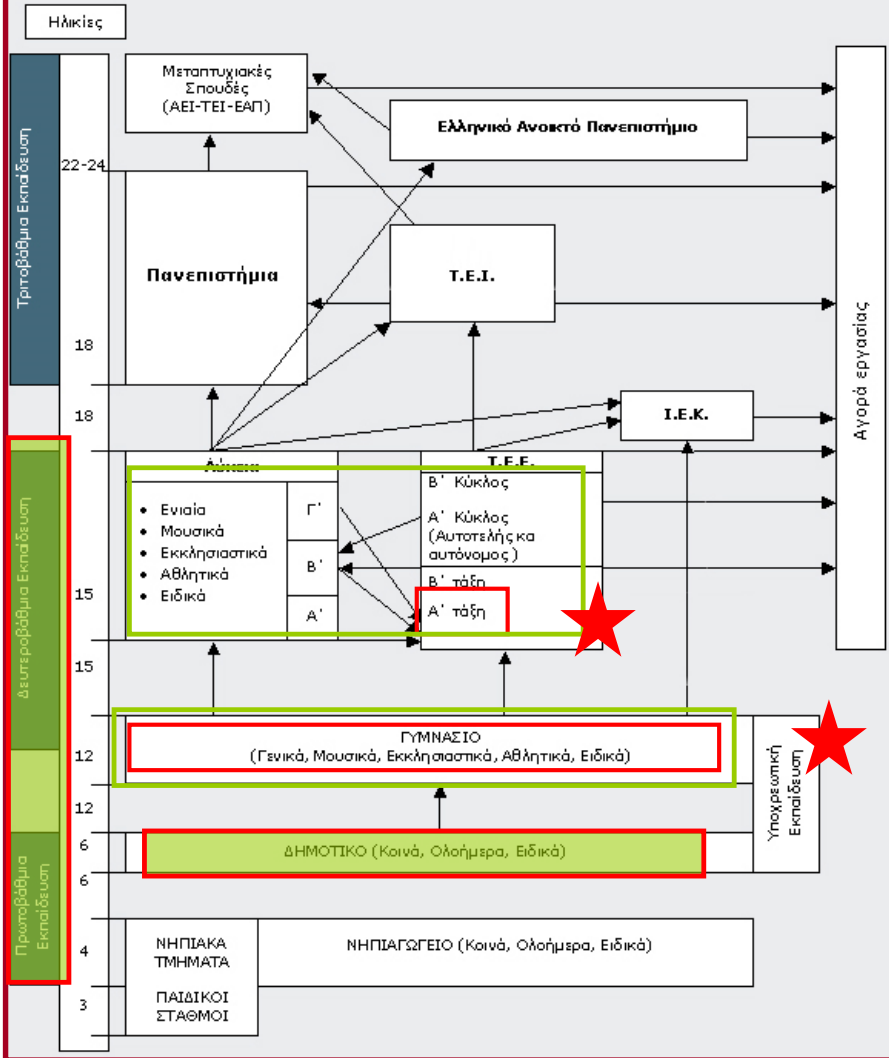 Ηλικίες
Μεταπτυχιακές
Σπουδές
(ΑΕΙ-ΤΕΙ-ΕΑΠ)
Ελληνικό Ανοικτό Πανεπιστήμιο
Τριτοβάθμια Εκπαίδευση
22-24
Πανεπιστήμια
Τ.Ε.Ι.
18
18
Ι.Ε.Κ.
Αγορά εργασίας
Τ.Ε.Ε.
Β' Κύκλος
Α' Κύκλος
(Αυτοτελής κα
αυτόνομος )
Β' τάξη
Α' τάξη
• Ενιαία
• Μουσικά
• Εκκλησιαστικά
• Αθλητικά
• Ειδικά
Γ'
Β'
Α'
Δευτεροβάθμια Εκπαίδευση
15
15
ΓΥΜΝΑΣΙΟ
(Γενικά, Μουσικά, Εκκλησιαστικά, Αθλητικά, Ειδικά)
12
12
Υποχρεωτική
Εκπαίδευση
6
ΔΗΜΟΤΙΚΟ (Κοινά, Ολοήμερα, Ειδικά)
6
Πρωτοβάθμια
Εκπαίδευση
4
ΝΗΠΙΑΚΑ
ΤΜΗΜΑΤΑ
ΝΗΠΙΑΓΩΓΕΙΟ (Κοινά, Ολοήμερα, Ειδικά)
3
ΠΑΙΔΙΚΟΙ
ΣΤΑΘΜΟΙ